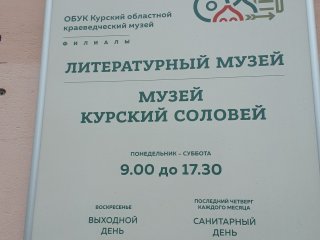 ОБУК Курский областной
краеведческий музей
ФИЛИАЛЫ
ЛИТЕРАТУРНЫЙ МУЗЕЙ
МУЗЕЙ
КУРСКИЙ СОЛОВЕЙ
ПОНЕДЕЛЬНИК – СУББОТА
9.00 до 17.30
ВОСКРЕСЕНЬЕ
ВЫХОДНОЙ
ДЕНЬ
ПОСЛЕДНИЙ ЧЕТВЕРГ
КАЖДОГО МЕСЯЦА
САНИТАРНЫЙ
ДЕНЬ